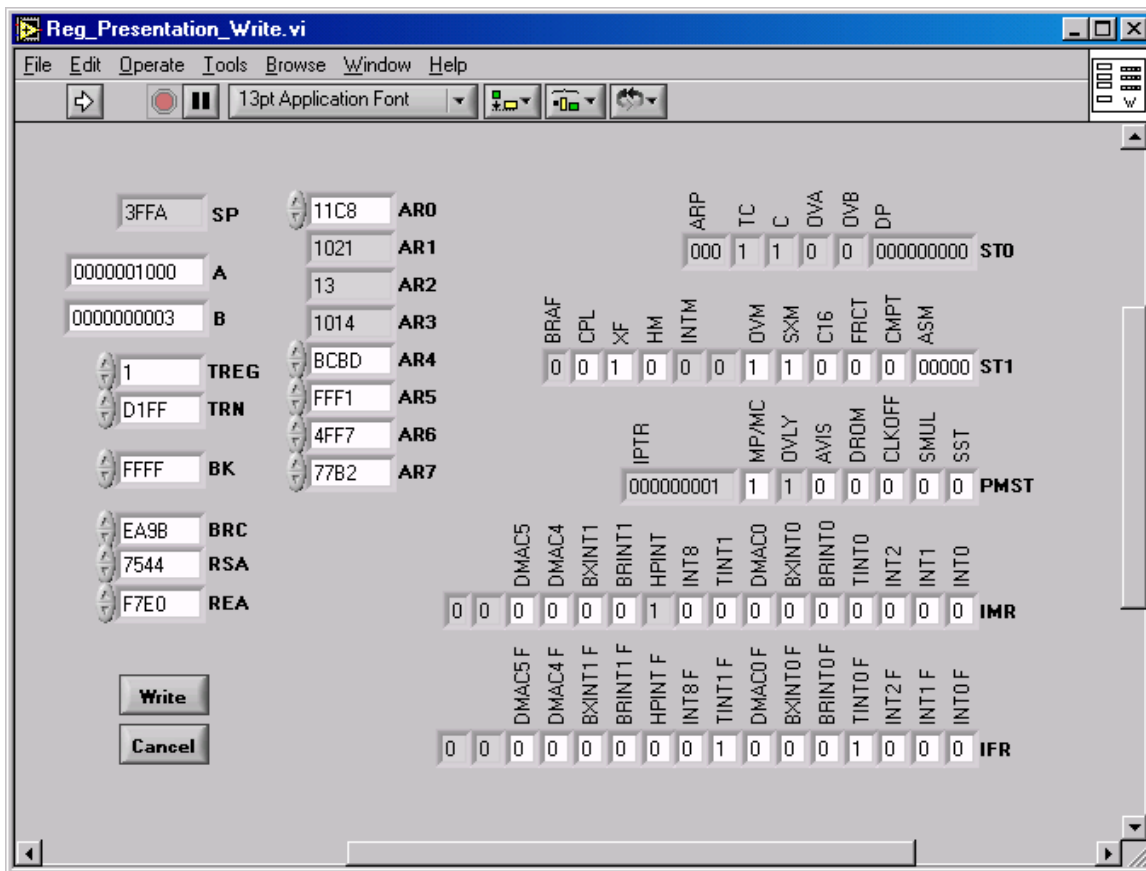 Reg_Presentation_Write.vi
File Edit Operate Tools Browse Window Help
13pt Application Font
W
3FFA SP
0000001000 A
0000000003 B
1 TREG
D1FF TRN
FFFF BK
EA9B BRC
7544 RSA
F7E0 REA
Write
Cancel
11C8 AR0
1021 AR1
13 AR2
1014 AR3
BCBD AR4
FFF1 AR5
4FF7 AR6
77B2 AR7
ARP TC C OVA OVB DP
000 1 1 0 0 000000000 ST0
BRAF CPL XF HM INTM OVM SXM C16 FRCT CMPT ASM
0 0 1 0 0 0 1 1 0 0 0 00000 ST1
IPTR MP/MC OVLY AVIS DROM CLKOFF SMUL SST
000000001 1 1 0 0 0 0 0 PMST
DMAC5 DMAC4 BXINT1 BRINT1 HPINT INT8 TINT1 DMAC0 BXINT0 BRINT0 TINT0 INT2 INT1 INT0
0 0 0 0 0 0 1 0 0 0 0 0 0 0 0 0 IMR
DMAC5 F DMAC4 F BXINT1 F BRINT1 F HPINT F INT8 F TINT1 F DMAC0 F BXINT0 F BRINT0 F TINT0 F INT2 F INT1 F INT0 F
0 0 0 0 0 0 0 0 1 0 0 0 1 0 0 0 IFR